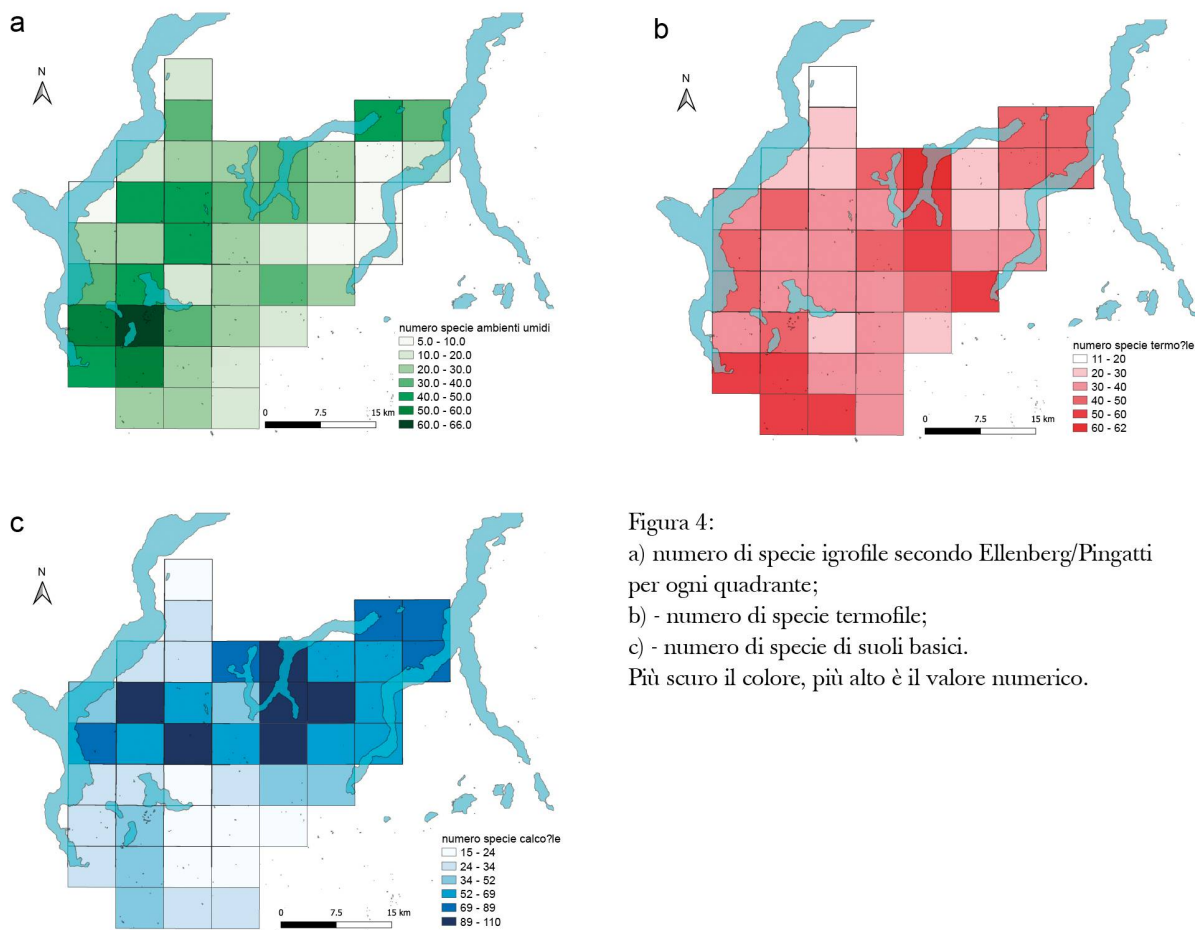 a
N
numero specie ambienti umidi
5.0 - 10.0
10.0 - 20.0
20.0 - 30.0
30.0 - 40.0
40.0 - 50.0
50.0 - 60.0
60.0 - 66.0
0 7.5 15 km
b
N
numero specie termo?le
11 - 20
20 - 30
30 - 40
40 - 50
50 - 60
60 - 62
0 7.5 15 km
c
N
numero specie calco?le
15 - 24
24 - 34
34 - 52
52 - 69
69 - 89
89 - 110
0 7.5 15 km
Figura 4:
a) numero di specie igrofile secondo Ellenberg/Pingatti
per ogni quadrante;
b) - numero di specie termofile;
c) - numero di specie di suoli basici.
Più scuro il colore, più alto è il valore numerico.